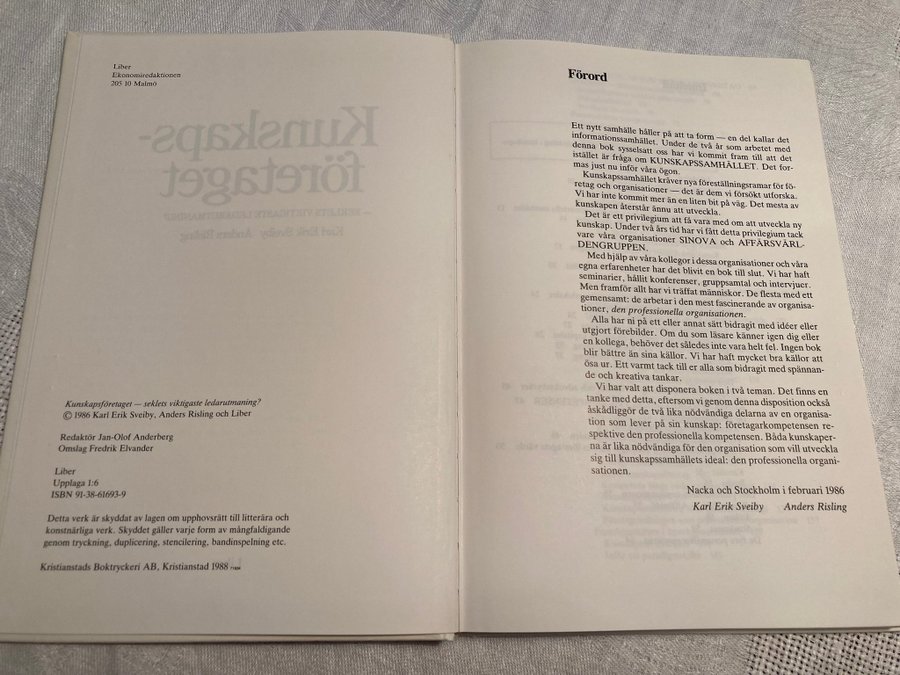 Liber
Ekonomiredaktionen
205 10 Malmö
Kunskaps-
företaget
— SEKLETS VIKTIGASTE LEDARUTMANING?
Karl Erik Sveiby Anders Risling
Kunskapsföretaget — seklets viktigaste ledarutmaning?
© 1986 Karl Erik Sveiby, Anders Risling och Liber
Redaktör Jan-Olof Anderberg
Omslag Fredrik Elvander
Liber
Upplaga 1:6
ISBN 91-38-61693-9
Detta verk är skyddat av lagen om upphovsrätt till litterära och
konstnärliga verk. Skyddet gäller varje form av mångfaldigande
genom tryckning, duplicering, stencilering, bandinspelning etc.
Kristianstads Boktryckeri AB, Kristianstad 1988
Förord
Ett nytt samhälle håller på att ta form — en del kallar det
informationssamhället. Under de två år som arbetet med
denna bok sysselsatt oss har vi kommit fram till att det
istället är fråga om KUNSKAPSSAMHÄLLET. Det for-
mas just nu inför våra ögon.
Kunskapssamhället kräver nya föreställningsramar för fö-
retag och organisationer — det är dem vi försökt utforska.
Vi har inte kommit mer än en liten bit på väg. Det mesta av
kunskapen återstår ännu att utveckla.
Det är ett privilegium att få vara med om att utveckla ny
kunskap. Under två års tid har vi fått detta privilegium tack
vare våra organisationer SINOVA och AFFÄRSVÄRL-
DENGRUPPEN.
Med hjälp av våra kollegor i dessa organisationer och våra
egna erfarenheter har det blivit en bok till slut. Vi har haft
seminarier, hållit konferenser, gruppsamtal och intervjuer.
Men framför allt har vi träffat människor. De flesta med ett
gemensamt: de arbetar i den mest fascinerande av organisa-
tioner, den professionella organisationen.
Alla har ni på ett eller annat sätt bidragit med idéer eller
utgjort förebilder. Om du som läsare känner igen dig eller
en kollega, behöver det således inte vara helt fel. Ingen bok
blir bättre än sina källor. Vi har haft mycket bra källor att
ösa ur. Ett varmt tack till er alla som bidragit med spännan-
de och kreativa tankar.
Vi har valt att disponera boken i två teman. Det finns en
tanke med detta, eftersom vi genom denna disposition också
åskådliggör de två lika nödvändiga delarna av en organisa-
tion som lever på sin kunskap: företagarkompetensen re-
spektive den professionella kompetensen. Båda kunskaper-
na är lika nödvändiga för den organisation som vill utveckla
sig till kunskapssamhällets ideal: den professionella organi-
sationen.
Nacka och Stockholm i februari 1986
Karl Erik Sveiby Anders Risling